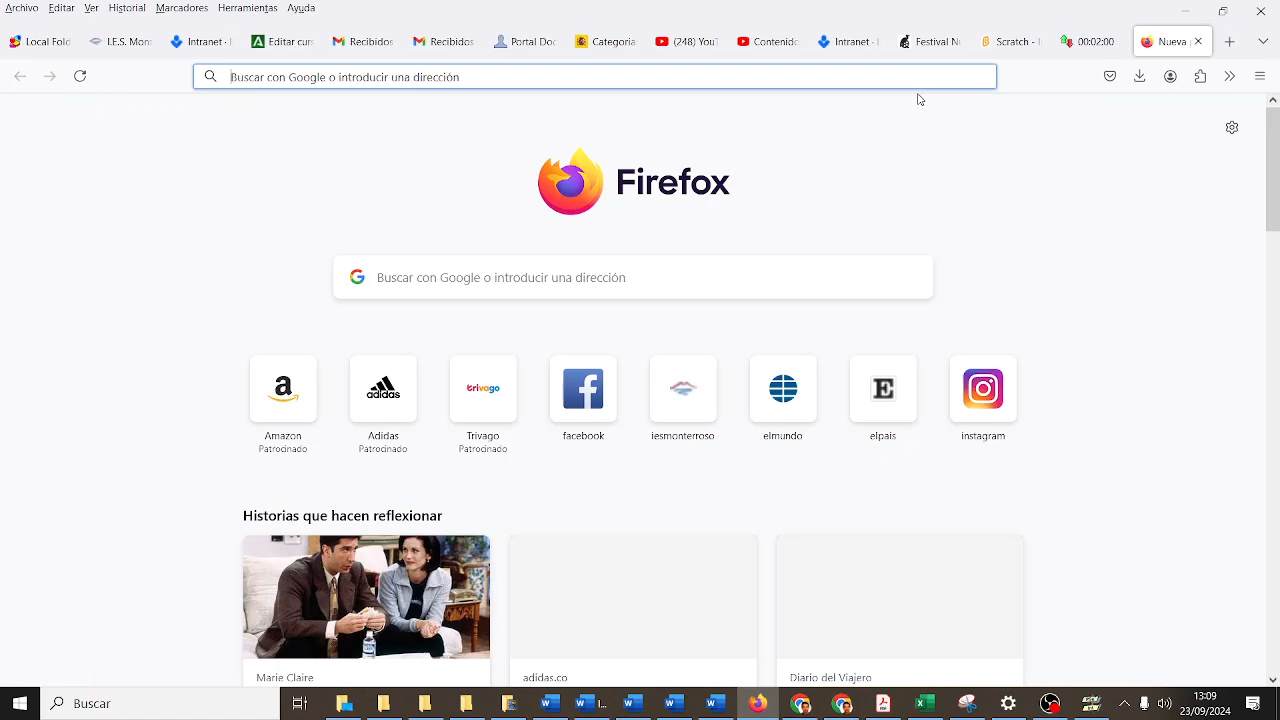 Archivo Editar Ver Historial Marcadores Herramientas Ayuda
Local Fold I.E.S. Mon Intranet - Editar cur Recibidos Recibidos Portal Doc Categoría: (248) YouT Contenido Intranet - Festival Scratch - 00:00:00 Nueva p
Buscar con Google o introducir una dirección
Firefox
Buscar con Google o introducir una dirección
a adidas trivago f E
Amazon Adidas Trivago facebook iesmonterroso elmundo elpais instagram
Patrocinado Patrocinado Patrocinado
Historias que hacen reflexionar
Marie Claire adidas.co Diario del Viajero
Buscar
13:09
23/09/2024